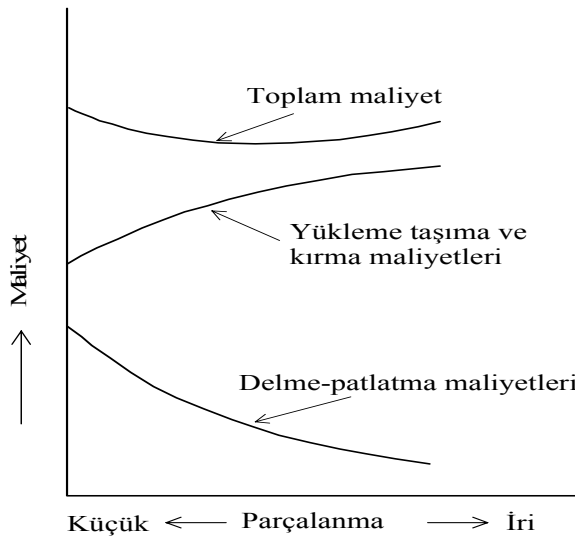 Toplam maliyet
Yükleme taşıma ve
kırma maliyetleri
Maliyet
Delme-patlatma maliyetleri
Küçük Parçalanma İri